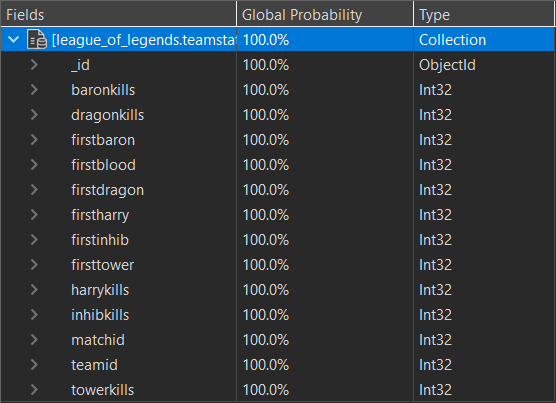 Fields Global Probability Type
[league_of_legends.teamstat 100.0% Collection
_id 100.0% ObjectId
baronkills 100.0% Int32
dragonkills 100.0% Int32
firstbaron 100.0% Int32
firstblood 100.0% Int32
firstdragon 100.0% Int32
firstharry 100.0% Int32
firstinhib 100.0% Int32
firsttower 100.0% Int32
harrykills 100.0% Int32
inhibkills 100.0% Int32
matchid 100.0% Int32
teamid 100.0% Int32
towerkills 100.0% Int32